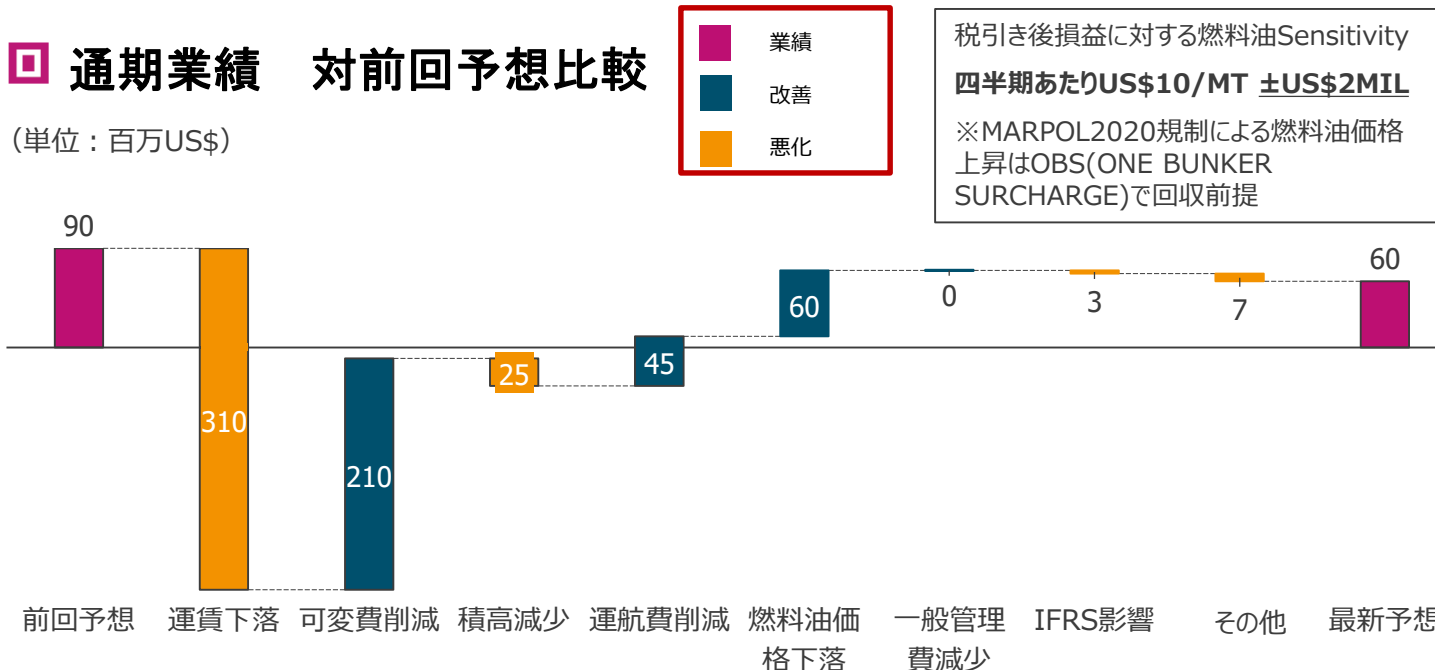 通期業績　対前回予想比較
（単位：百万US$）
業績
改善
悪化
税引き後損益に対する燃料油Sensitivity
四半期あたりUS$10/MT ±US$2MIL
※MARPOL2020規制による燃料油価格
上昇はOBS(ONE BUNKER
SURCHARGE)で回収前提
90
310
210
25
45
60
0
3
7
60
前回予想
運賃下落
可変費削減
積高減少
運航費削減
燃料油価
格下落
一般管理
費減少
IFRS影響
その他
最新予想